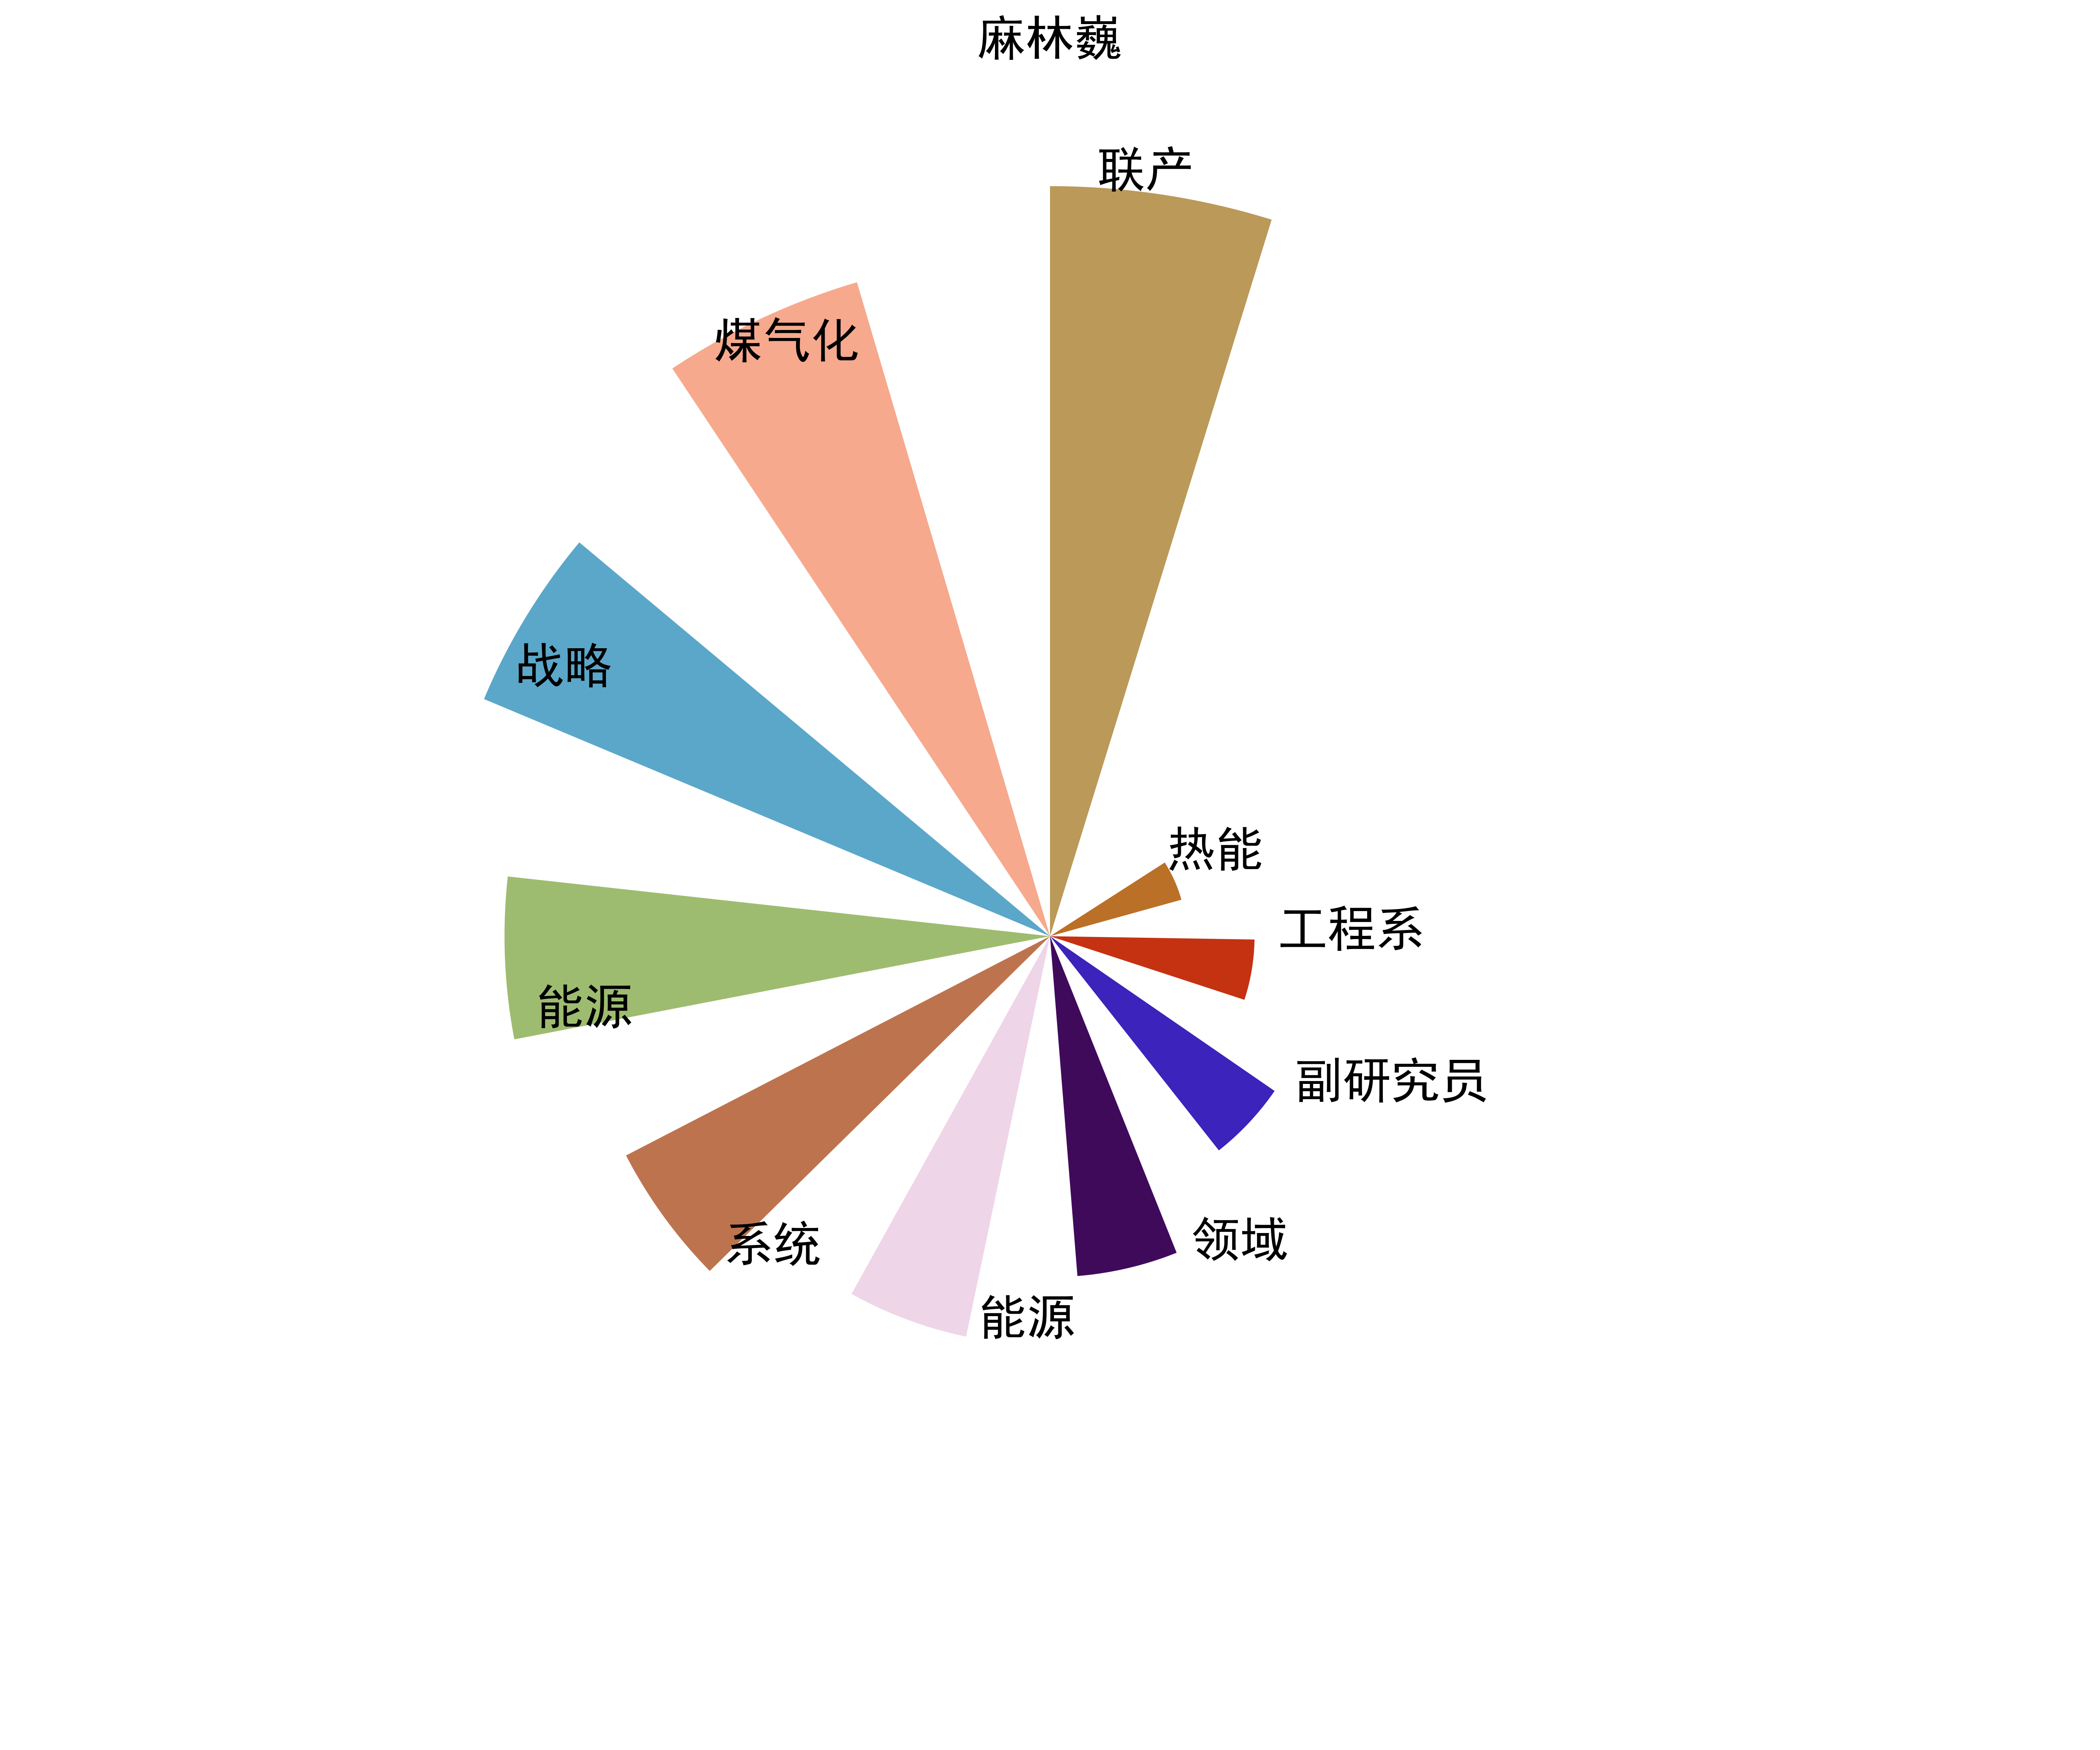 麻林巍
联产
煤气化
战略
热能
工程系
能源
副研究员
领域
系统
能源